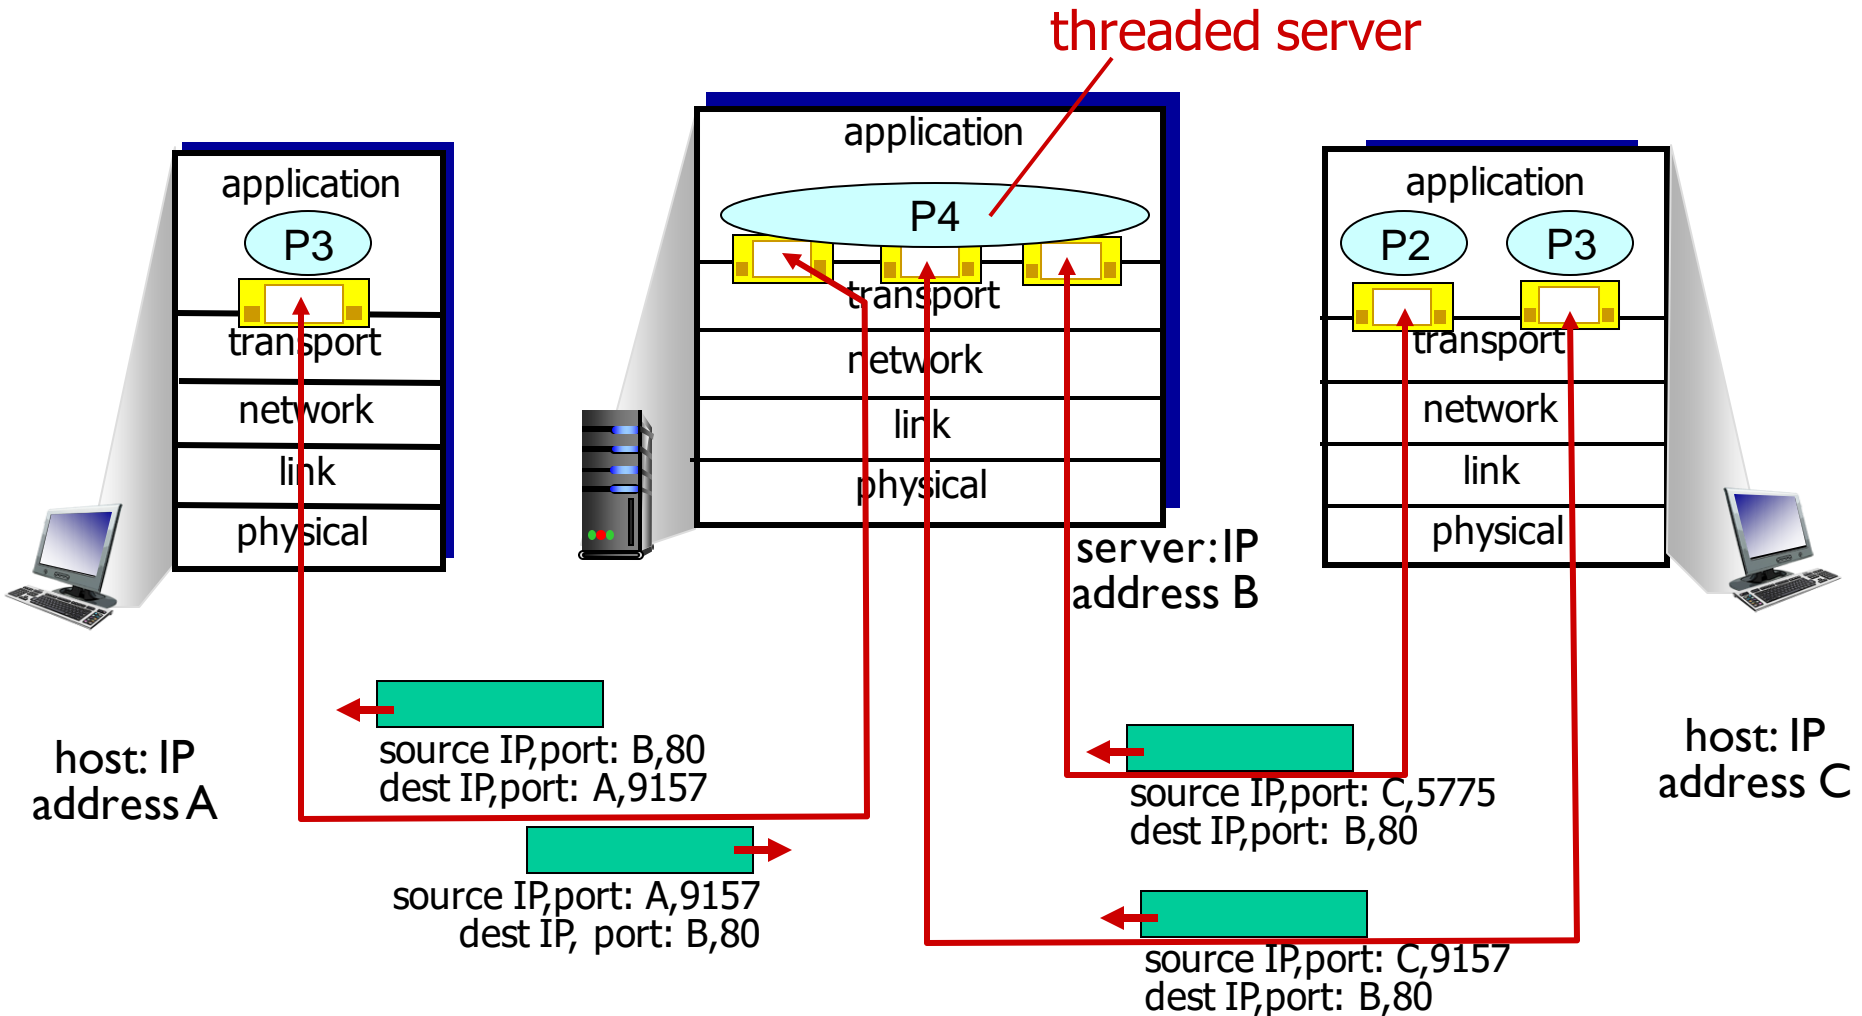 threaded server
application
P3
transport
network
link
physical
application
P4
transport
network
link
physical
application
P2
P3
transport
network
link
physical
server: IP
address B
host: IP
address A
source IP,port: B,80
dest IP,port: A,9157
source IP,port: A,9157
dest IP, port: B,80
source IP,port: C,5775
dest IP,port: B,80
source IP,port: C,9157
dest IP,port: B,80
host: IP
address C